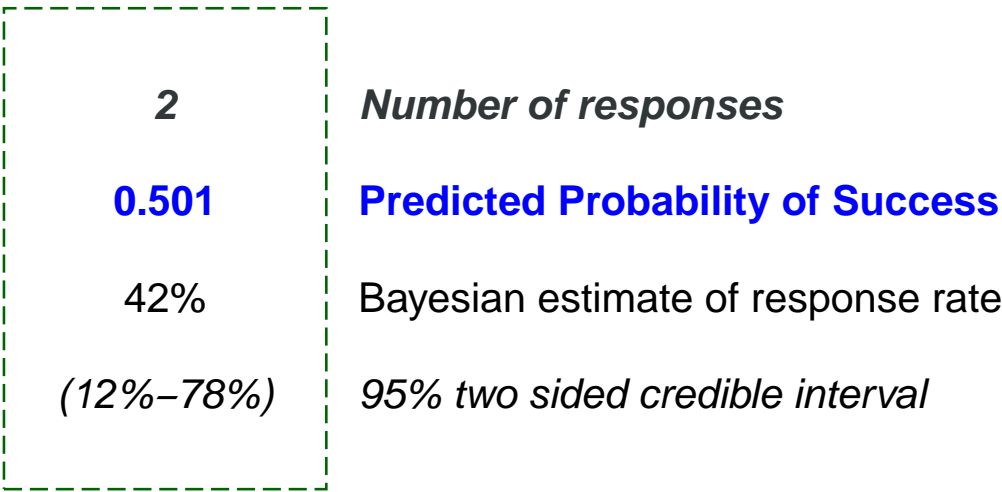 2 Number of responses
0.501 Predicted Probability of Success
42% Bayesian estimate of response rate
(12%–78%) 95% two sided credible interval